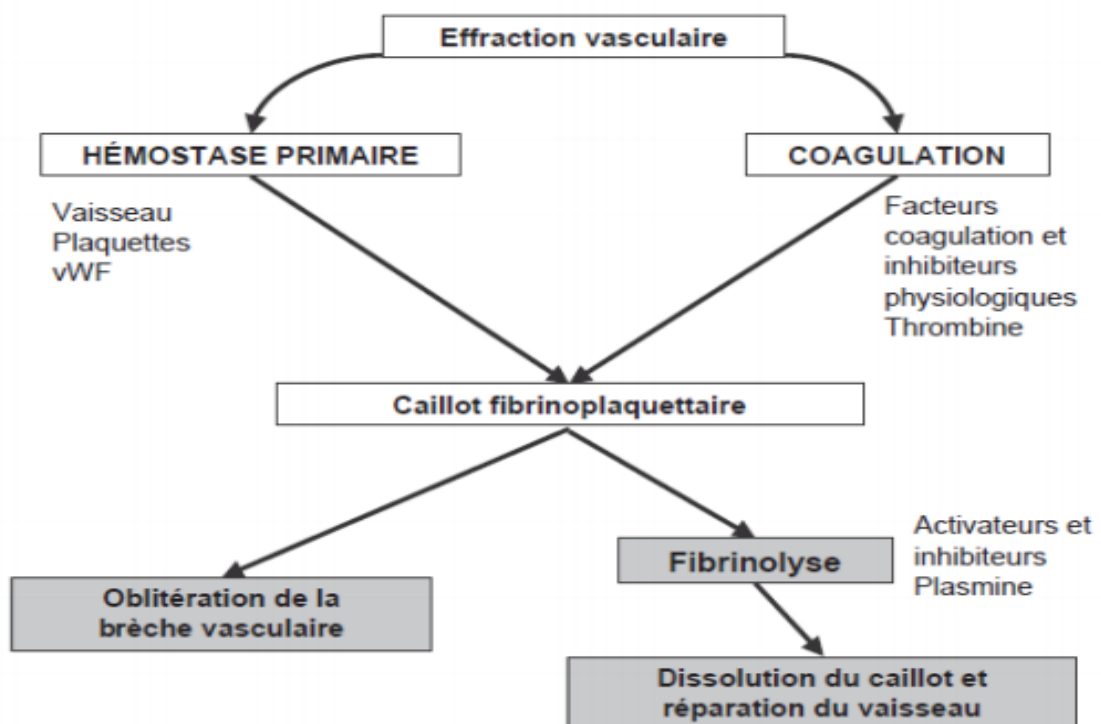 Effraction vasculaire
HÉMOSTASE PRIMAIRE
COAGULATION
Vaisseau
Plaquettes
vWF
Facteurs
coagulation et
inhibiteurs
physiologiques
Thrombine
Caillot fibrinoplaquettaire
Oblitération de la
brèche vasculaire
Fibrinolyse
Activateurs et
inhibiteurs
Plasmine
Dissolution du caillot et
réparation du vaisseau